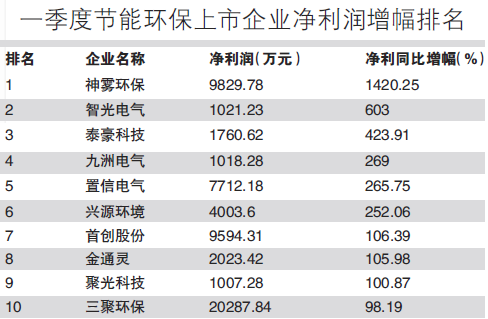 一季度节能环保上市企业净利润增幅排名
排名 企业名称 净利润(万元) 净利同比增幅(%)
1 神雾环保 9829.78 1420.25
2 智光电气 1021.23 603
3 泰豪科技 1760.62 423.91
4 九洲电气 1018.28 269
5 置信电气 7712.18 265.75
6 兴源环境 4003.6 252.06
7 首创股份 9594.31 106.39
8 金通灵 2023.42 105.98
9 聚光科技 1007.28 100.87
10 三聚环保 20287.84 98.19